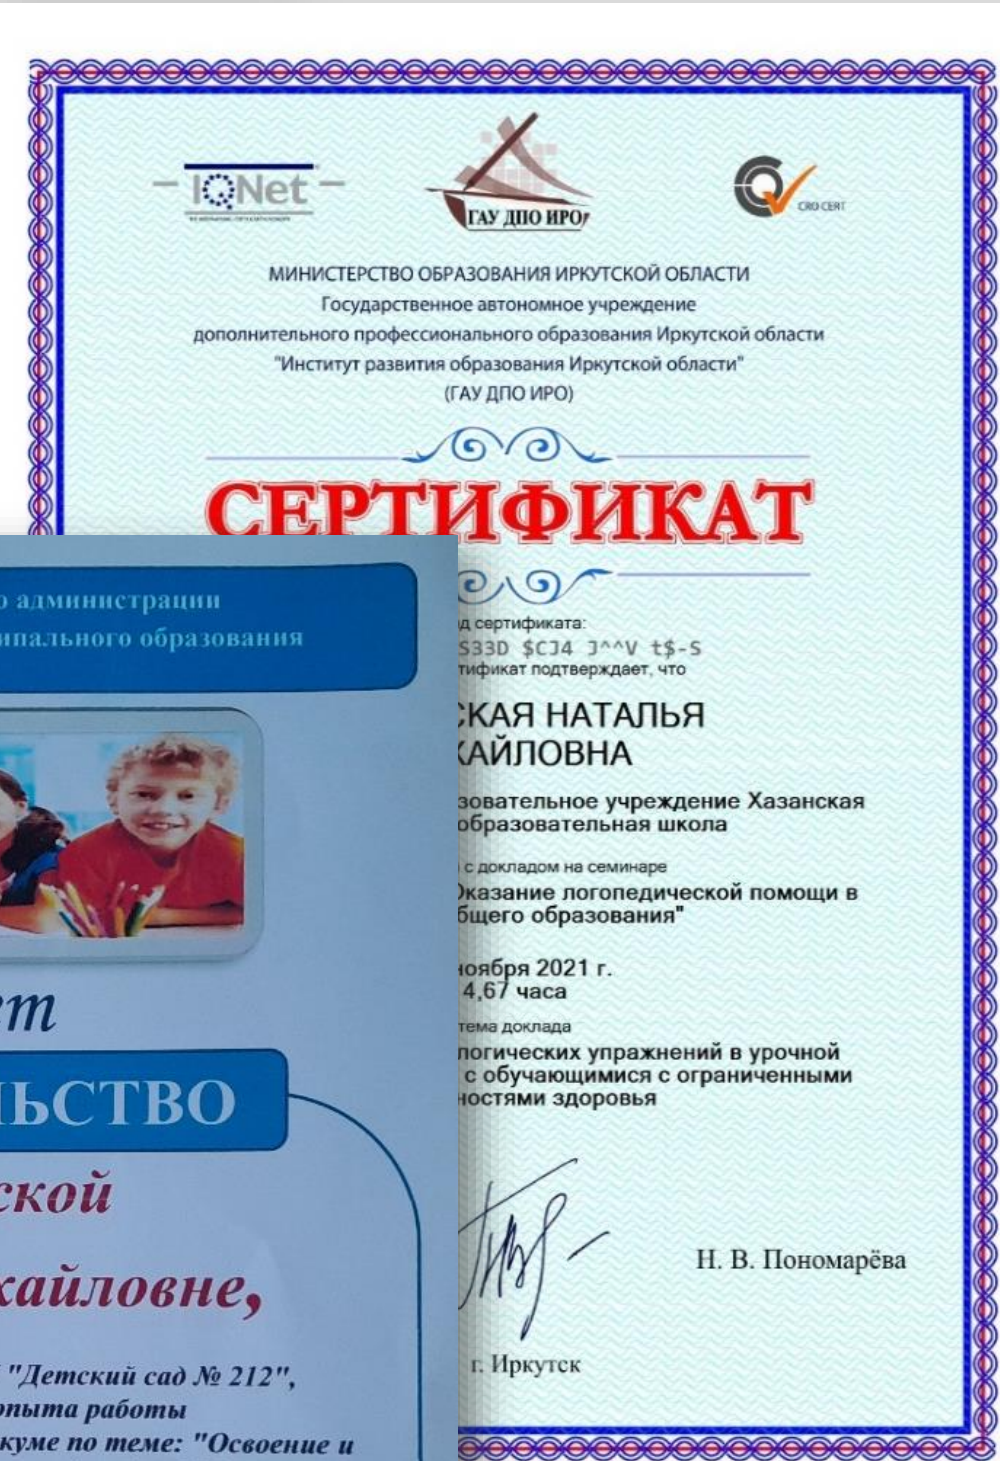 IQNet
ГАУ ДПО ИРО
CRO CERT
МИНИСТЕРСТВО ОБРАЗОВАНИЯ ИРКУТСКОЙ ОБЛАСТИ
Государственное автономное учреждение
дополнительного профессионального образования Иркутской области
"Институт развития образования Иркутской области"
(ГАУ ДПО ИРО)
СЕРТИФИКАТ
д сертификата:
S33D $CJ4 J^^V t$-S
тификат подтверждает, что
СКАЯ НАТАЛЬЯ
ХАЙЛОВНА
зовательное учреждение Хазанская
образовательная школа
с докладом на семинаре
Оказание логопедической помощи в
бщего образования"
ноября 2021 г.
4,67 часа
тема доклада
логических упражнений в урочной
с обучающимися с ограниченными
ностями здоровья
Н. В. Пономарёва
г. Иркутск
о администрации
ипального образования
ет
ЬСТВО
ской
хайловне,
"Детский сад № 212",
опыта работы
куме по теме: "Освоение и